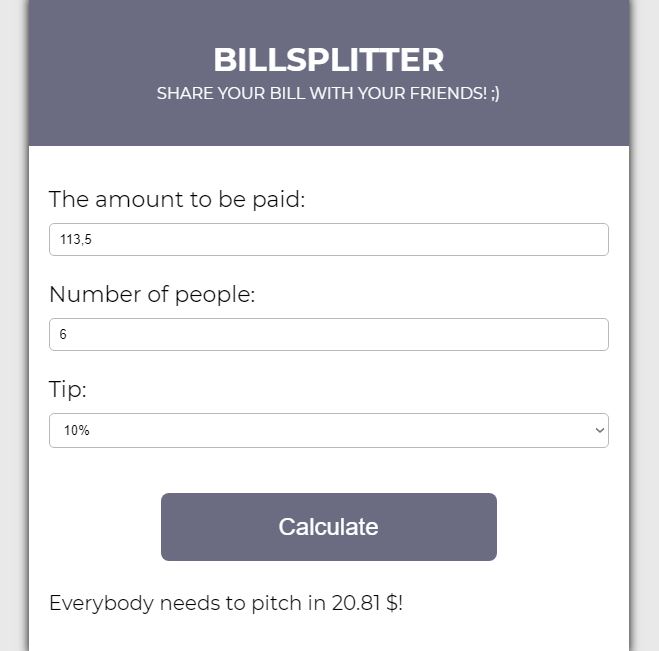 BILLSPLITTER
SHARE YOUR BILL WITH YOUR FRIENDS! ;)
The amount to be paid:
113,5
Number of people:
6
Tip:
10%
Calculate
Everybody needs to pitch in 20.81 $!